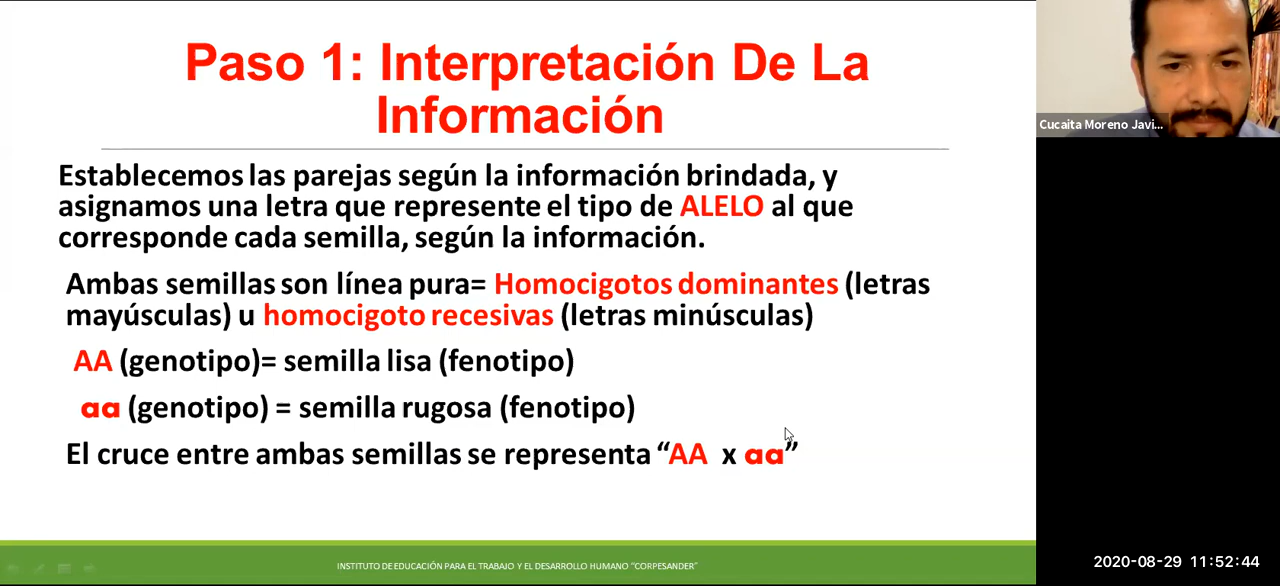 Paso 1: Interpretación De La
Información
Establecemos las parejas según la información brindada, y
asignamos una letra que represente el tipo de ALELO al que
corresponde cada semilla, según la información.
Ambas semillas son línea pura= Homocigotos dominantes (letras
mayúsculas) u homocigoto recesivas (letras minúsculas)
AA (genotipo)= semilla lisa (fenotipo)
aa (genotipo) = semilla rugosa (fenotipo)
El cruce entre ambas semillas se representa “AA x aa”
INSTITUTO DE EDUCACIÓN PARA EL TRABAJO Y EL DESARROLLO HUMANO “CORPESANDER”
Cucaita Moreno Javi...
2020-08-29 11:52:44